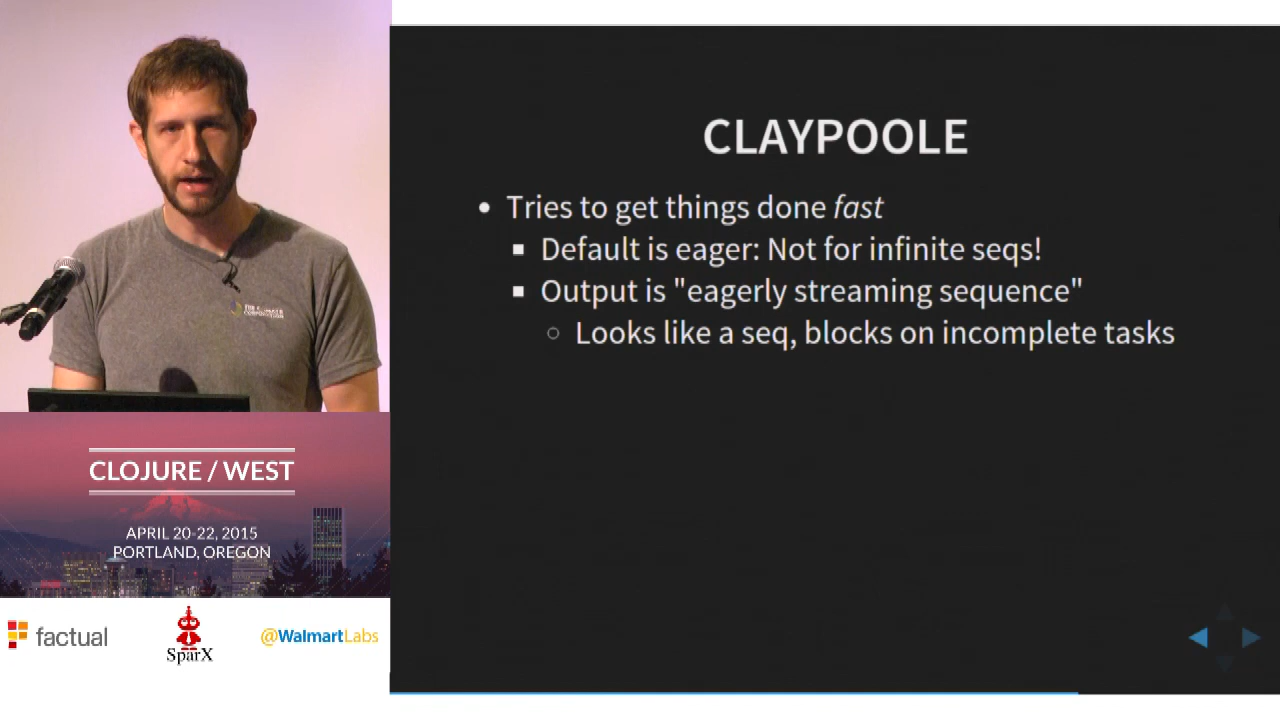 CLAYPOOLE
Tries to get things done fast
Default is eager: Not for infinite seqs!
Output is "eagerly streaming sequence"
Looks like a seq, blocks on incomplete tasks
CLOJURE / WEST
APRIL 20-22, 2015
PORTLAND, OREGON
factual
SparX
@WalmartLabs